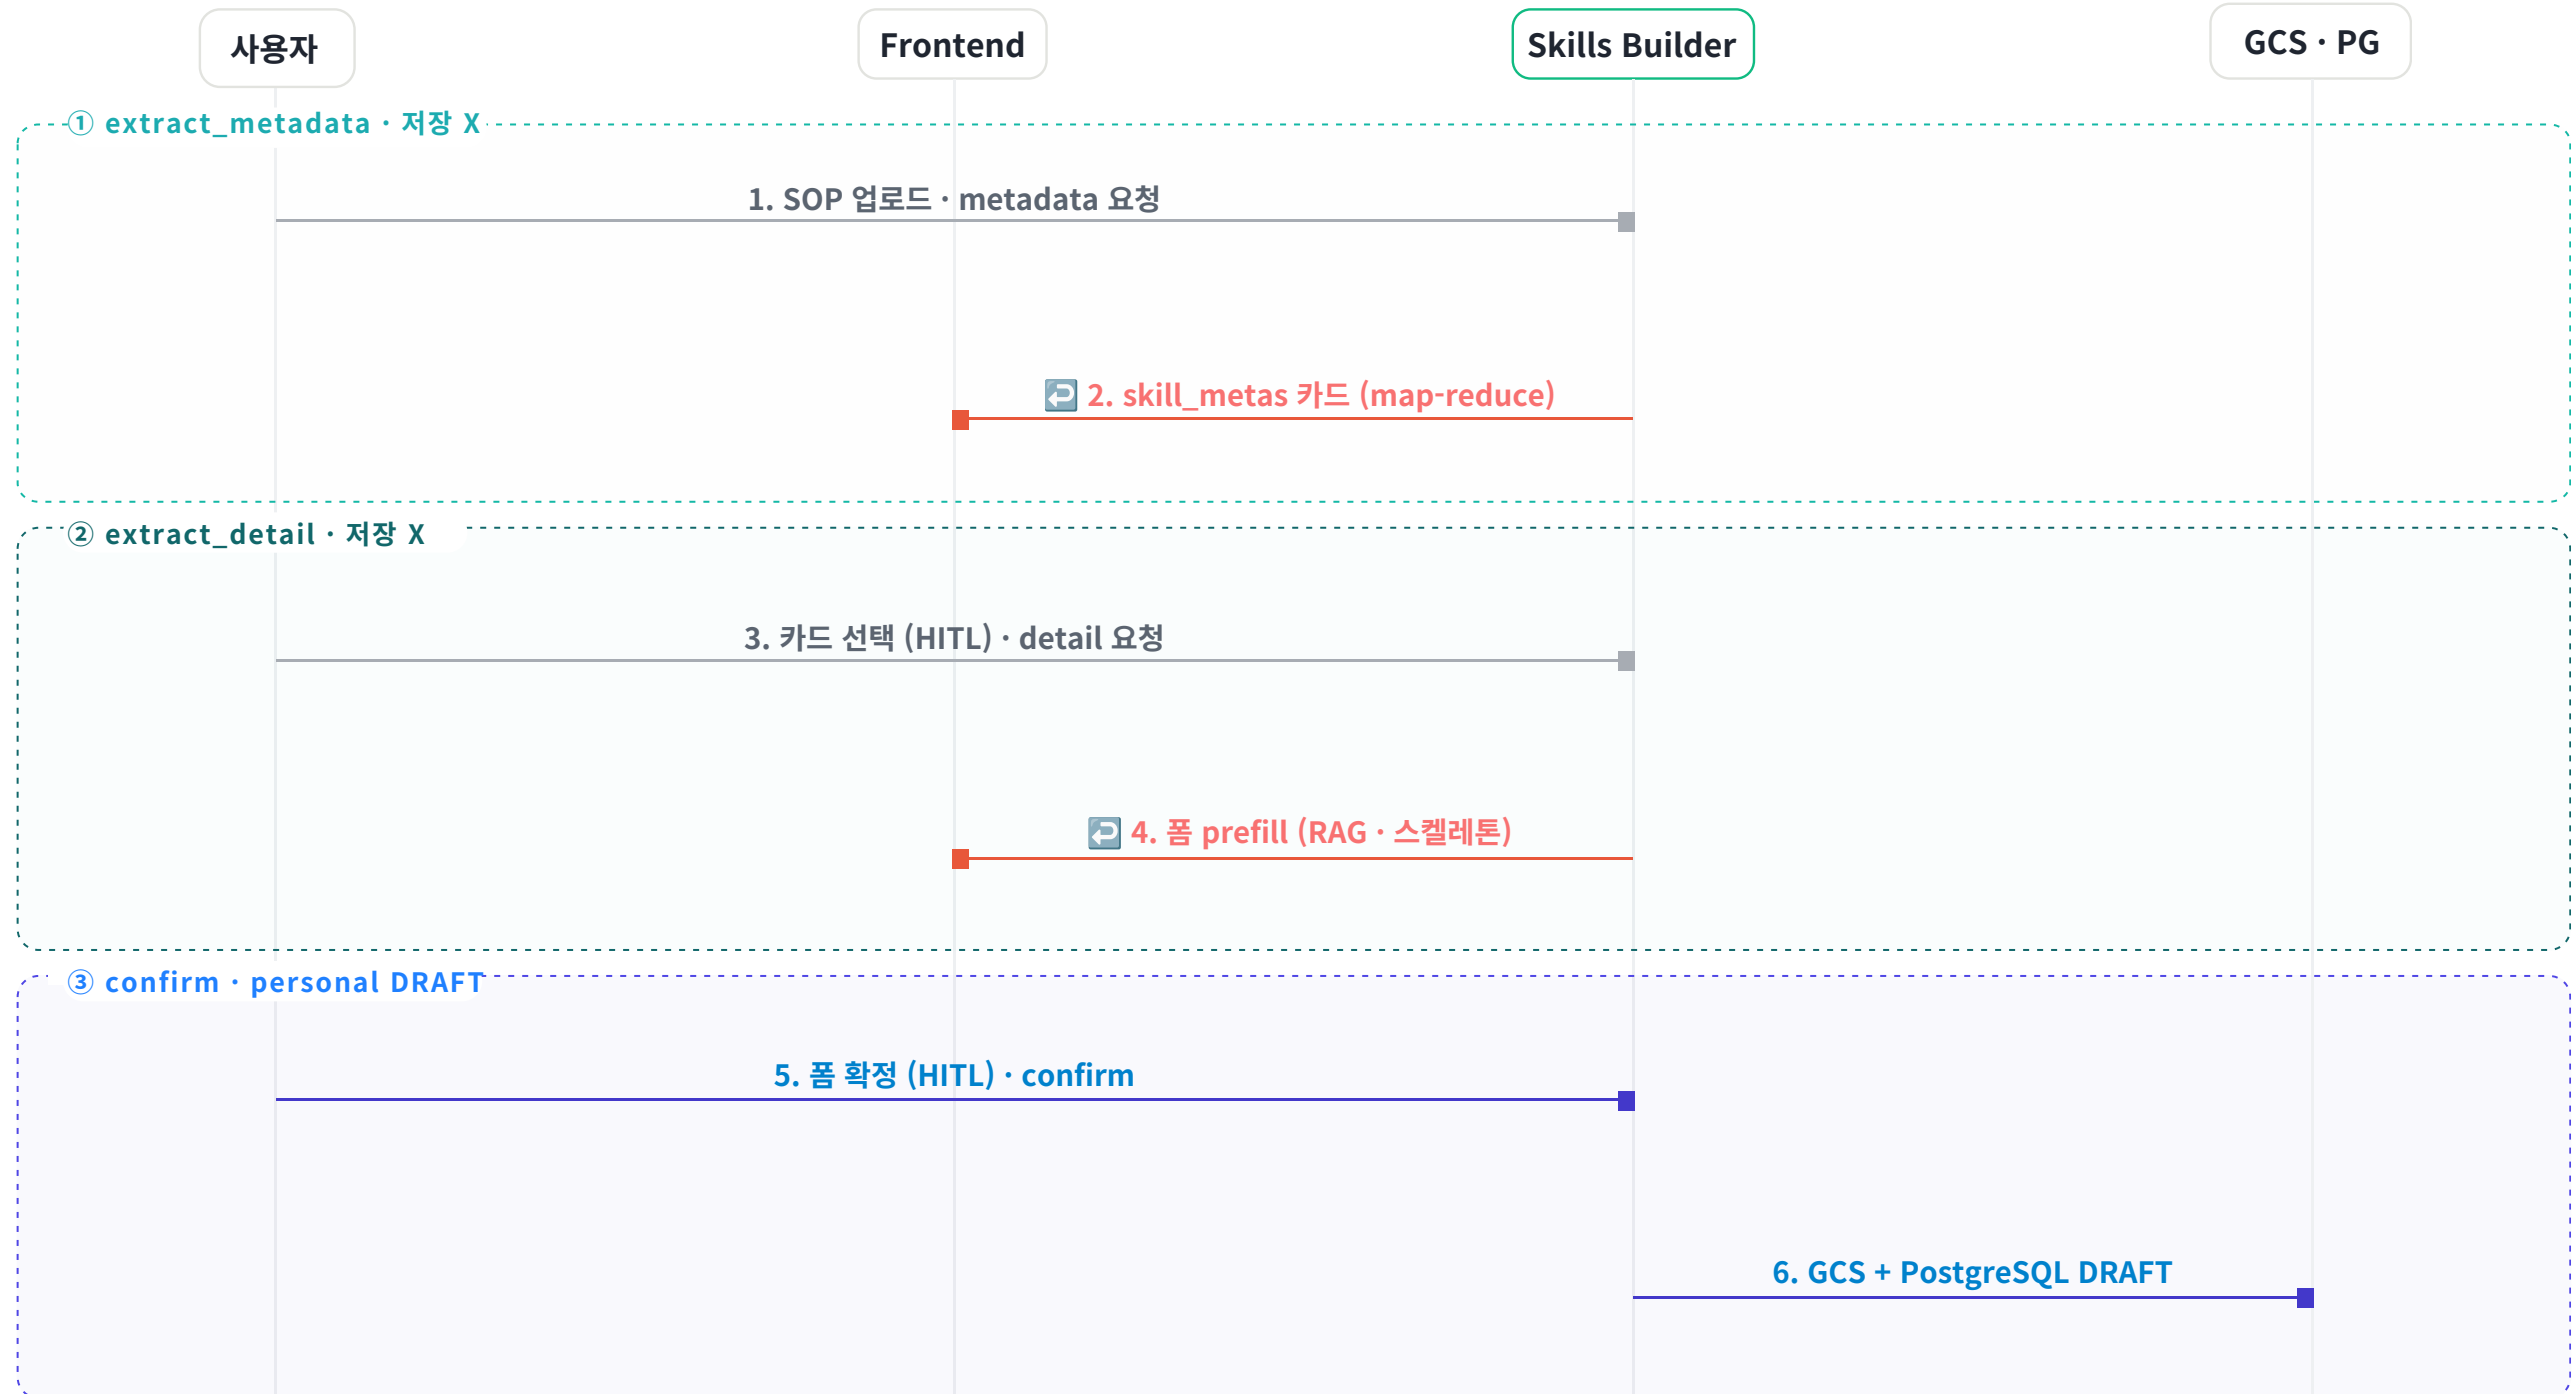 사용자
Frontend
Skills Builder
GCS · PG
① extract_metadata · 저장 X
1. SOP 업로드 · metadata 요청
↩️ 2. skill_metas 카드 (map-reduce)
② extract_detail · 저장 X
3. 카드 선택 (HITL) · detail 요청
↩️ 4. 폼 prefill (RAG · 스켈레톤)
③ confirm · personal DRAFT
5. 폼 확정 (HITL) · confirm
6. GCS + PostgreSQL DRAFT